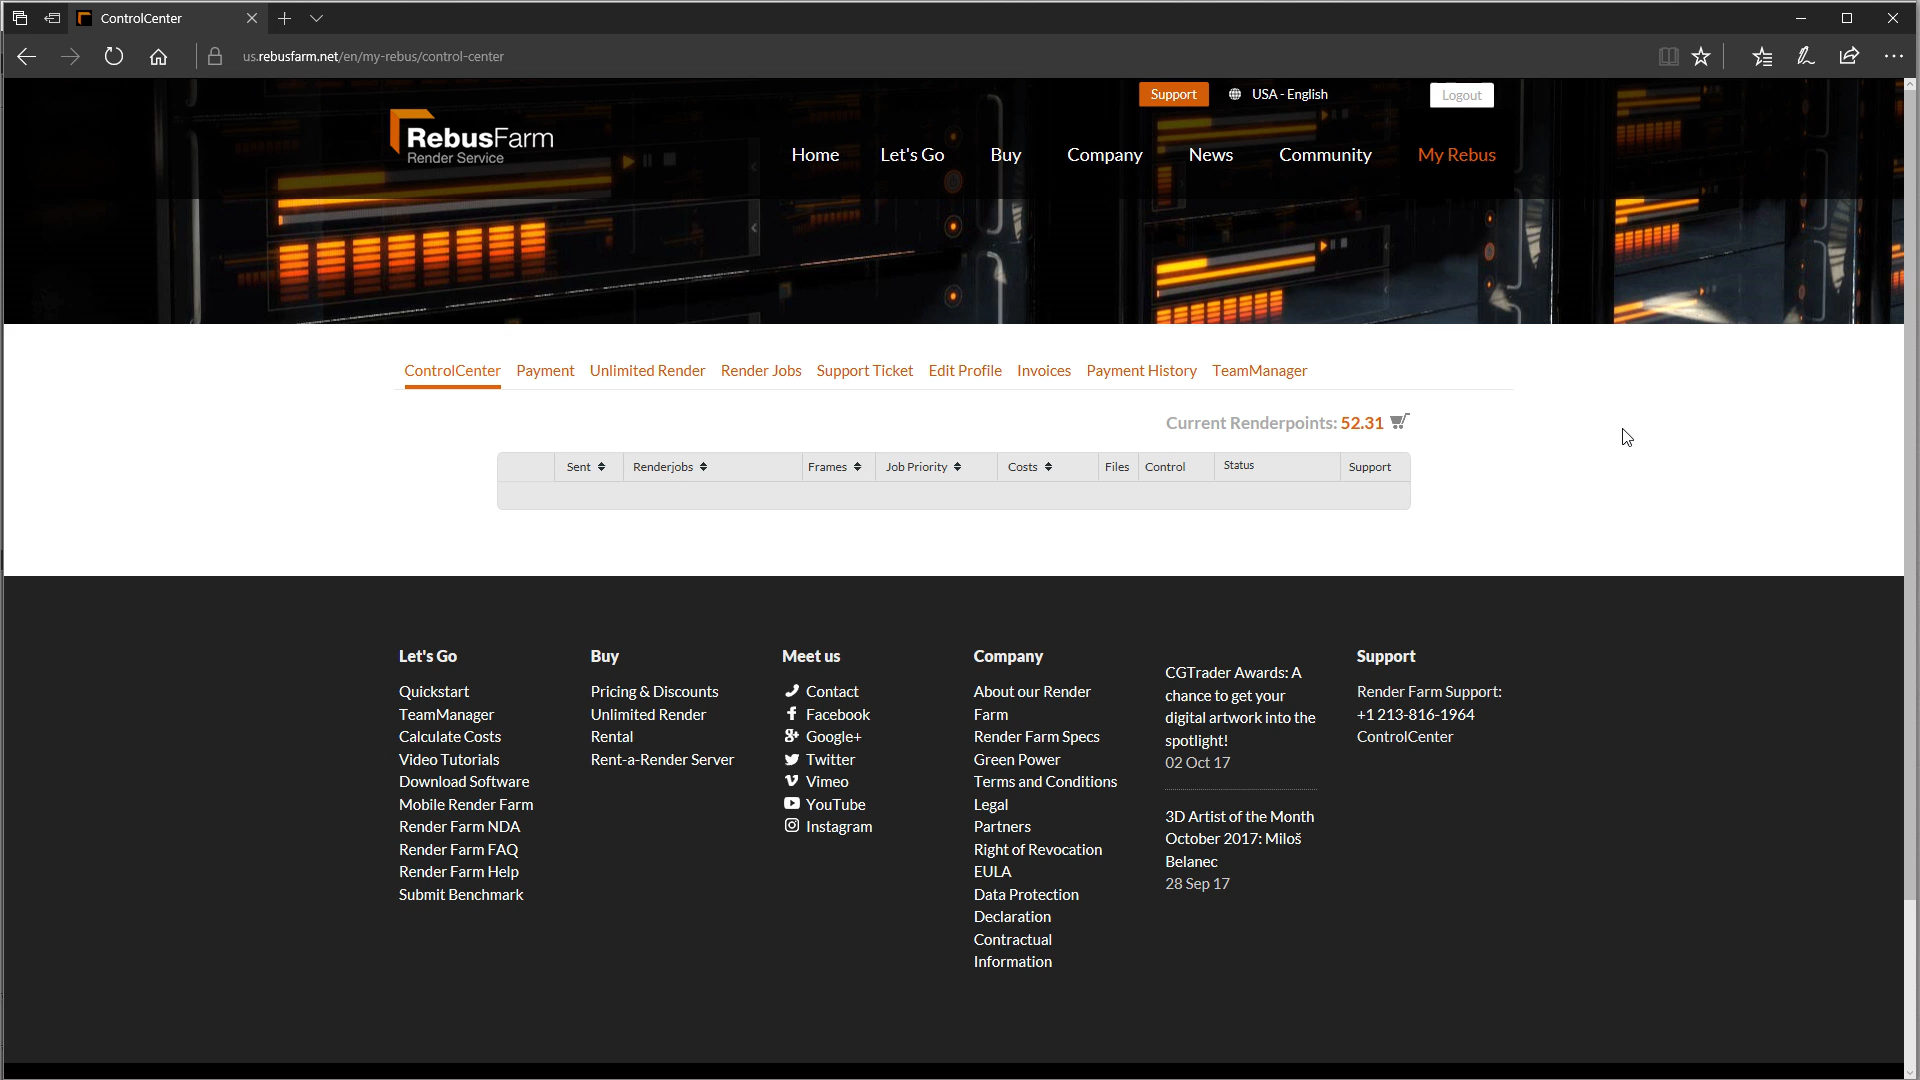 ControlCenter
us.rebusfarm.net/en/my-rebus/control-center
Support
USA - English
Logout
RebusFarm
Render Service
Home
Let's Go
Buy
Company
News
Community
My Rebus
ControlCenter
Payment
Unlimited Render
Render Jobs
Support Ticket
Edit Profile
Invoices
Payment History
TeamManager
Current Renderpoints: 52.31
Sent
Renderjobs
Frames
Job Priority
Costs
Files
Control
Status
Support
Let's Go
Quickstart
TeamManager
Calculate Costs
Video Tutorials
Download Software
Mobile Render Farm
Render Farm NDA
Render Farm FAQ
Render Farm Help
Submit Benchmark
Buy
Pricing & Discounts
Unlimited Render
Rental
Rent-a-Render Server
Meet us
Contact
Facebook
Google+
Twitter
Vimeo
YouTube
Instagram
Company
About our Render
Farm
Render Farm Specs
Green Power
Terms and Conditions
Legal
Partners
Right of Revocation
EULA
Data Protection
Declaration
Contractual
Information
CGTrader Awards: A
chance to get your
digital artwork into the
spotlight!
02 Oct 17
3D Artist of the Month
October 2017: Miloš
Belanec
28 Sep 17
Support
Render Farm Support:
+1 213-816-1964
ControlCenter